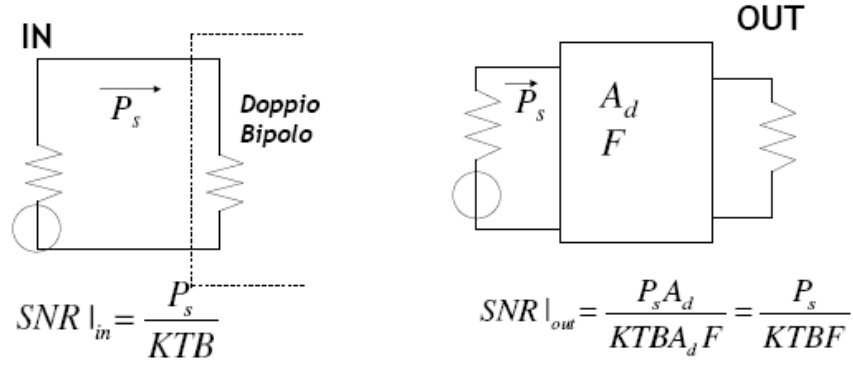 IN
P_s
Doppio
Bipolo
SNR|_in = P_s / KTB
OUT
P_s
A_d
F
SNR|_out = P_s A_d / KTBA_d F = P_s / KTBF